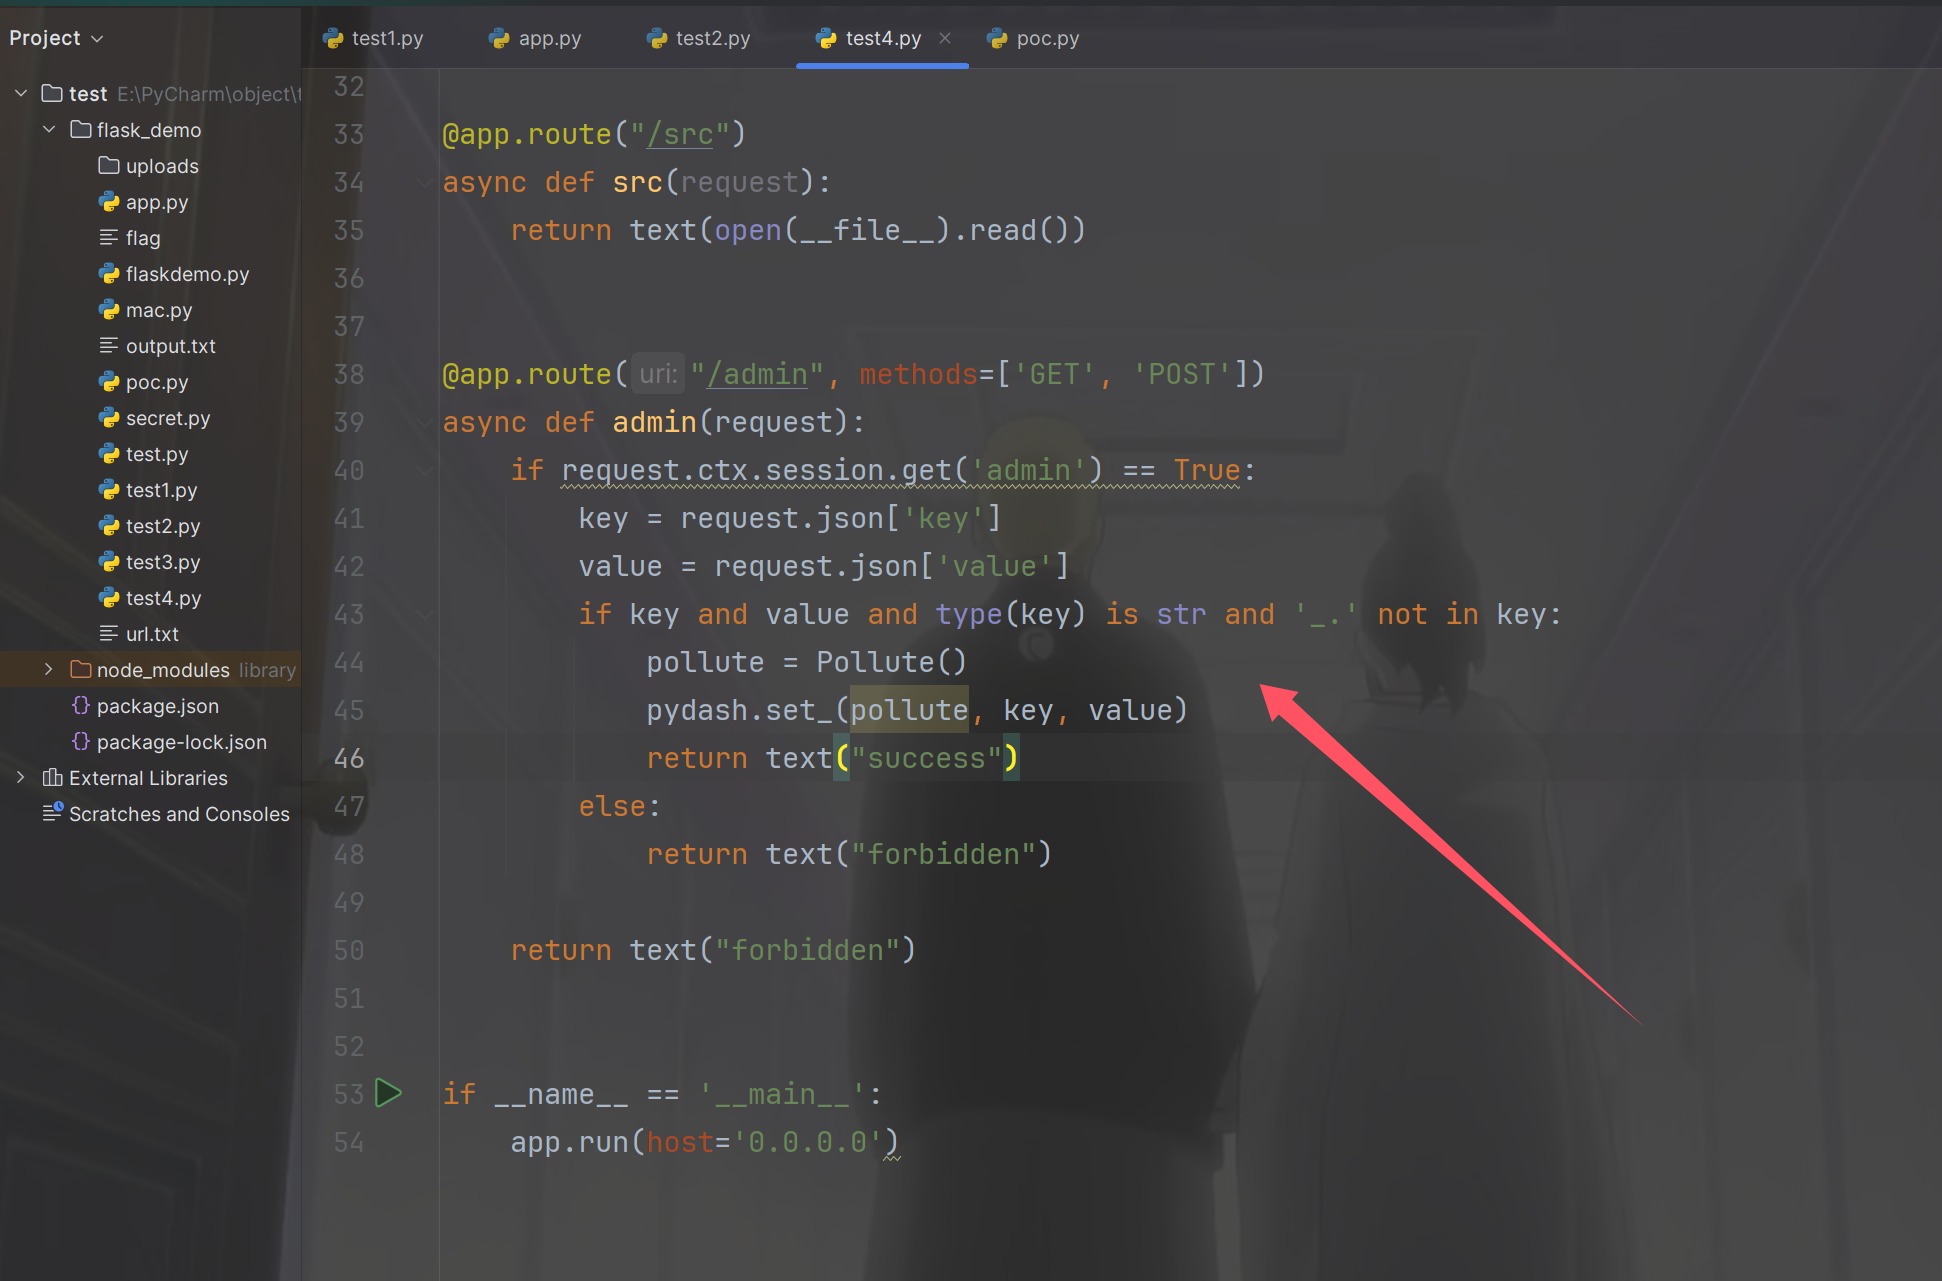 Project
test1.py
app.py
test2.py
test4.py
poc.py
test E:\PyCharm\object\t
flask_demo
uploads
app.py
flag
flaskdemo.py
mac.py
output.txt
poc.py
secret.py
test.py
test1.py
test2.py
test3.py
test4.py
url.txt
node_modules library
package.json
package-lock.json
External Libraries
Scratches and Consoles
32
33 @app.route("/src")
34 async def src(request):
35     return text(open(__file__).read())
36
37
38 @app.route( uri: "/admin", methods=['GET', 'POST'])
39 async def admin(request):
40     if request.ctx.session.get('admin') == True:
41         key = request.json['key']
42         value = request.json['value']
43         if key and value and type(key) is str and '_.' not in key:
44             pollute = Pollute()
45             pydash.set_(pollute, key, value)
46             return text("success")
47         else:
48             return text("forbidden")
49
50     return text("forbidden")
51
52
53 if __name__ == '__main__':
54     app.run(host='0.0.0.0')